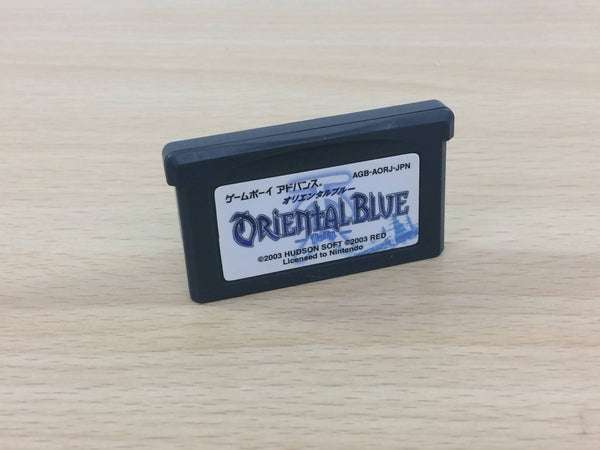 ゲームボーイ アドバンス®
AGB-AORJ-JPN
オリエンタルブルー
ORIENTAL BLUE
©2003 HUDSON SOFT ©2003 RED
Licensed to Nintendo